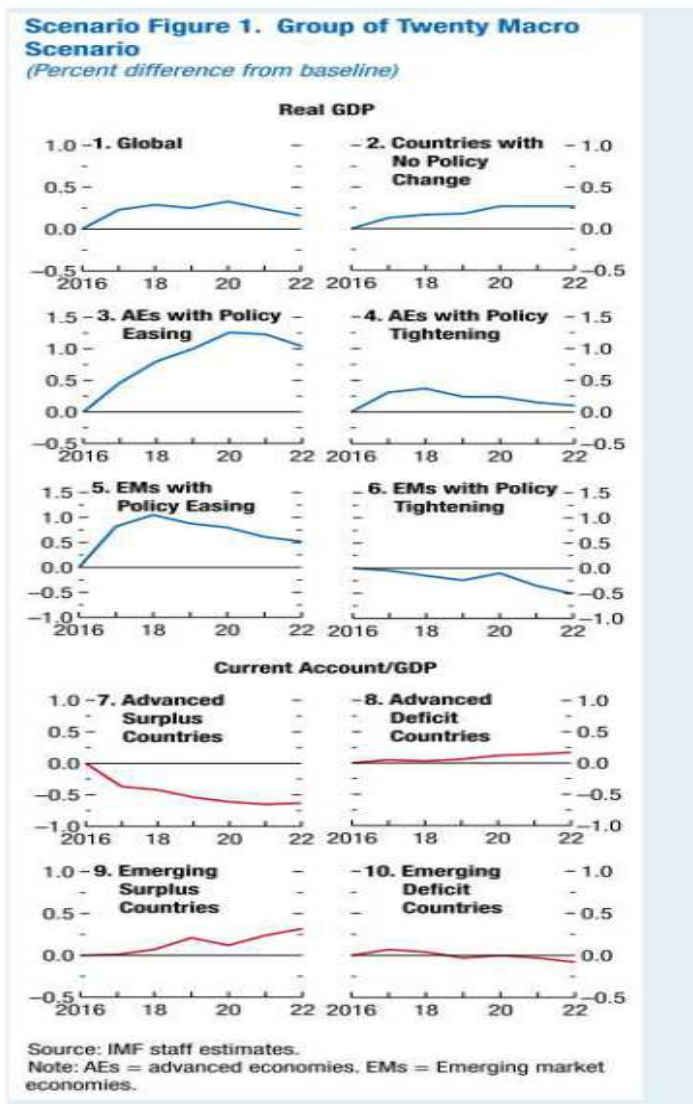 Scenario Figure 1. Group of Twenty Macro
Scenario
(Percent difference from baseline)
Real GDP
1.0
1. Global
0.5
0.0
–0.5
2016 18 20 22
2. Countries with
No Policy
Change
1.0
0.5
0.0
–0.5
2016 18 20 22
1.5
3. AEs with Policy
Easing
1.0
0.5
0.0
–0.5
2016 18 20 22
4. AEs with Policy
Tightening
1.5
1.0
0.5
0.0
–0.5
2016 18 20 22
1.5
5. EMs with
Policy Easing
1.0
0.5
0.0
–0.5
–1.0
2016 18 20 22
6. EMs with Policy
Tightening
1.5
1.0
0.5
0.0
–0.5
–1.0
2016 18 20 22
Current Account/GDP
1.0
7. Advanced
Surplus
Countries
0.5
0.0
–0.5
–1.0
2016 18 20 22
8. Advanced
Deficit
Countries
1.0
0.5
0.0
–0.5
–1.0
2016 18 20 22
1.0
9. Emerging
Surplus
Countries
0.5
0.0
–0.5
2016 18 20 22
10. Emerging
Deficit
Countries
1.0
0.5
0.0
–0.5
2016 18 20 22
Source: IMF staff estimates.
Note: AEs = advanced economies. EMs = Emerging market
economies.